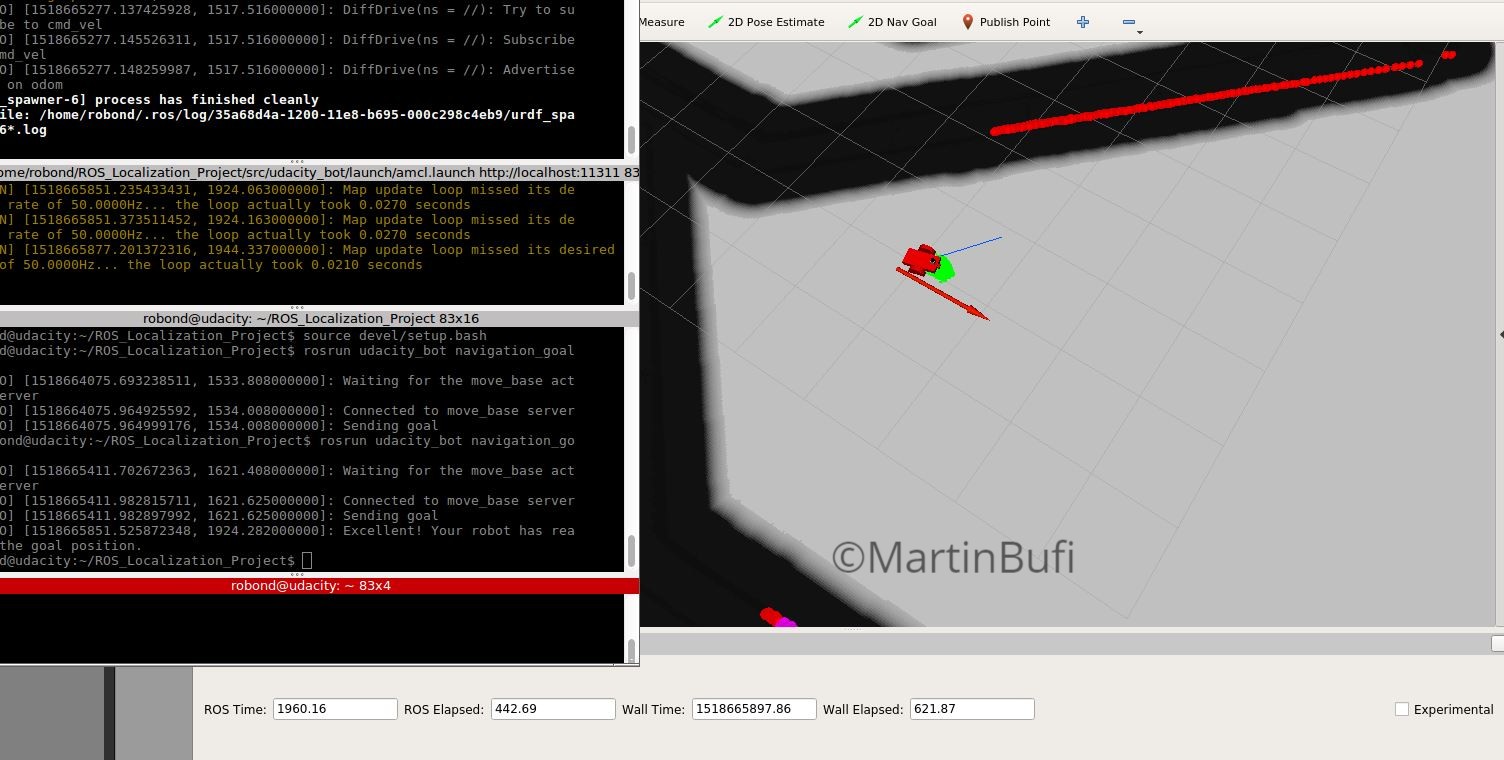 O] [1518665277.137425928, 1517.516000000]: DiffDrive(ns = //): Try to su
be to cmd_vel
O] [1518665277.145526311, 1517.516000000]: DiffDrive(ns = //): Subscribe
md_vel
O] [1518665277.148259987, 1517.516000000]: DiffDrive(ns = //): Advertise
on odom
_spawner-6] process has finished cleanly
ile: /home/robond/.ros/log/35a68d4a-1200-11e8-b695-000c298c4eb9/urdf_spa
6*.log
ome/robond/ROS_Localization_Project/src/udacity_bot/launch/amcl.launch http://localhost:11311 83
N] [1518665851.235433431, 1924.063000000]: Map update loop missed its de
rate of 50.0000Hz... the loop actually took 0.0270 seconds
N] [1518665851.373511452, 1924.163000000]: Map update loop missed its de
rate of 50.0000Hz... the loop actually took 0.0270 seconds
N] [1518665877.201372316, 1944.337000000]: Map update loop missed its desired
of 50.0000Hz... the loop actually took 0.0210 seconds
robond@udacity: ~/ROS_Localization_Project 83x16
d@udacity:~/ROS_Localization_Project$ source devel/setup.bash
d@udacity:~/ROS_Localization_Project$ rosrun udacity_bot navigation_goal
O] [1518664075.693238511, 1533.808000000]: Waiting for the move_base act
erver
O] [1518664075.964925592, 1534.008000000]: Connected to move_base server
O] [1518664075.964999176, 1534.008000000]: Sending goal
ond@udacity:~/ROS_Localization_Project$ rosrun udacity_bot navigation_go
O] [1518665411.702672363, 1621.408000000]: Waiting for the move_base act
erver
O] [1518665411.982815711, 1621.625000000]: Connected to move_base server
O] [1518665411.982897992, 1621.625000000]: Sending goal
O] [1518665851.525872348, 1924.282000000]: Excellent! Your robot has rea
the goal position.
d@udacity:~/ROS_Localization_Project$
robond@udacity: ~ 83x4
Measure 2D Pose Estimate 2D Nav Goal Publish Point
©MartinBufi
ROS Time: 1960.16 ROS Elapsed: 442.69 Wall Time: 1518665897.86 Wall Elapsed: 621.87 Experimental